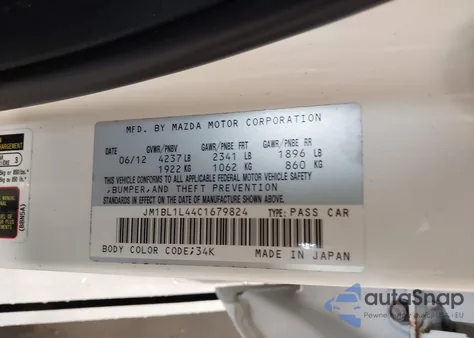 MFD. BY MAZDA MOTOR CORPORATION
GVWR/PNBV GAWR/PNBE FRT GAWR/PNBE RR
06/12 4237 LB 2341 LB 1896 LB
1922 KG 1062 KG 860 KG
THIS VEHICLE CONFORMS TO ALL APPLICABLE FEDERAL MOTOR VEHICLE SAFETY
,BUMPER,AND THEFT PREVENTION
STANDARDS IN EFFECT ON THE DATE OF MANUFACTURE SHOWN ABOVE.
JM1BL1L44C1679824 TYPE: PASS CAR
BODY COLOR CODE;34K MADE IN JAPAN
(BBN5A)
autoSnap